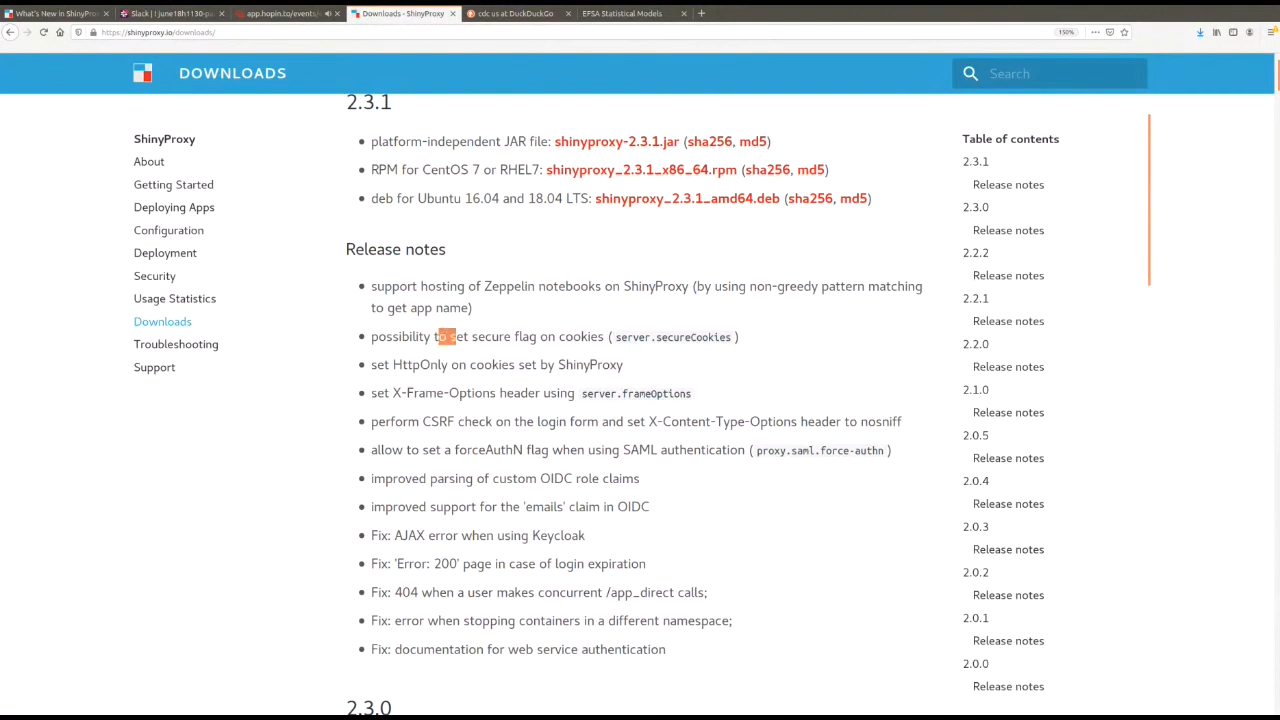 What's New in ShinyProx
Slack | ! june18h1130-pa
app.hopin.to/events/
Downloads - ShinyProxy
cdc us at DuckDuckGo
EFSA Statistical Models
https://shinyproxy.io/downloads/
150%
DOWNLOADS
Search
ShinyProxy
About
Getting Started
Deploying Apps
Configuration
Deployment
Security
Usage Statistics
Downloads
Troubleshooting
Support
2.3.1
platform-independent JAR file: shinyproxy-2.3.1.jar (sha256, md5)
RPM for CentOS 7 or RHEL7: shinyproxy_2.3.1_x86_64.rpm (sha256, md5)
deb for Ubuntu 16.04 and 18.04 LTS: shinyproxy_2.3.1_amd64.deb (sha256, md5)
Release notes
support hosting of Zeppelin notebooks on ShinyProxy (by using non-greedy pattern matching
to get app name)
possibility to set secure flag on cookies ( server.secureCookies )
set HttpOnly on cookies set by ShinyProxy
set X-Frame-Options header using server.frameOptions
perform CSRF check on the login form and set X-Content-Type-Options header to nosniff
allow to set a forceAuthN flag when using SAML authentication ( proxy.saml.force-authn )
improved parsing of custom OIDC role claims
improved support for the 'emails' claim in OIDC
Fix: AJAX error when using Keycloak
Fix: 'Error: 200' page in case of login expiration
Fix: 404 when a user makes concurrent /app_direct calls;
Fix: error when stopping containers in a different namespace;
Fix: documentation for web service authentication
2.3.0
Table of contents
2.3.1
Release notes
2.3.0
Release notes
2.2.2
Release notes
2.2.1
Release notes
2.2.0
Release notes
2.1.0
Release notes
2.0.5
Release notes
2.0.4
Release notes
2.0.3
Release notes
2.0.2
Release notes
2.0.1
Release notes
2.0.0
Release notes